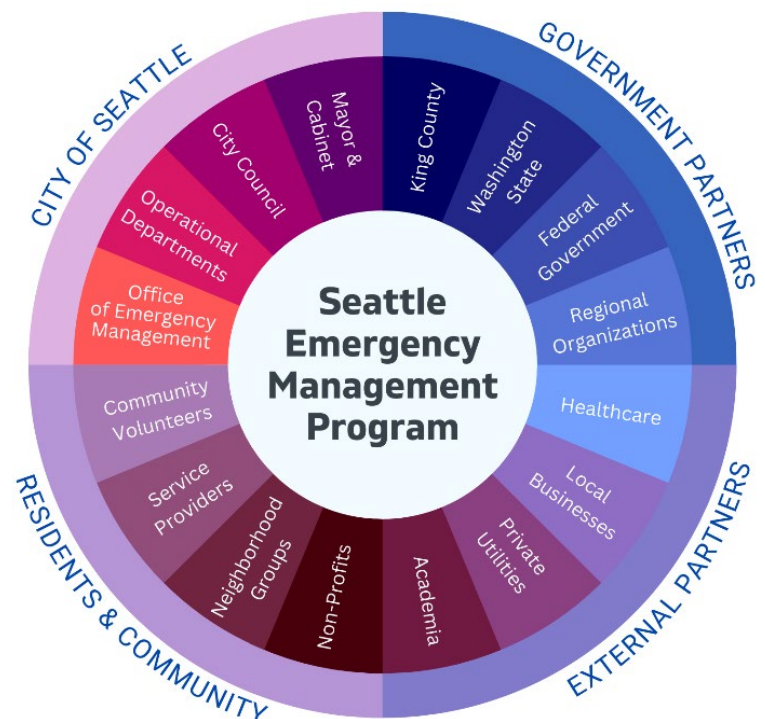 CITY OF SEATTLE
GOVERNMENT PARTNERS
EXTERNAL PARTNERS
RESIDENTS & COMMUNITY
Seattle
Emergency
Management
Program
King County
Washington
State
Federal
Government
Regional
Organizations
Healthcare
Local
Businesses
Private
Utilities
Academia
Non-Profits
Neighborhood
Groups
Service
Providers
Community
Volunteers
Office
of Emergency
Management
Operational
Departments
City Council
Mayor &
Cabinet